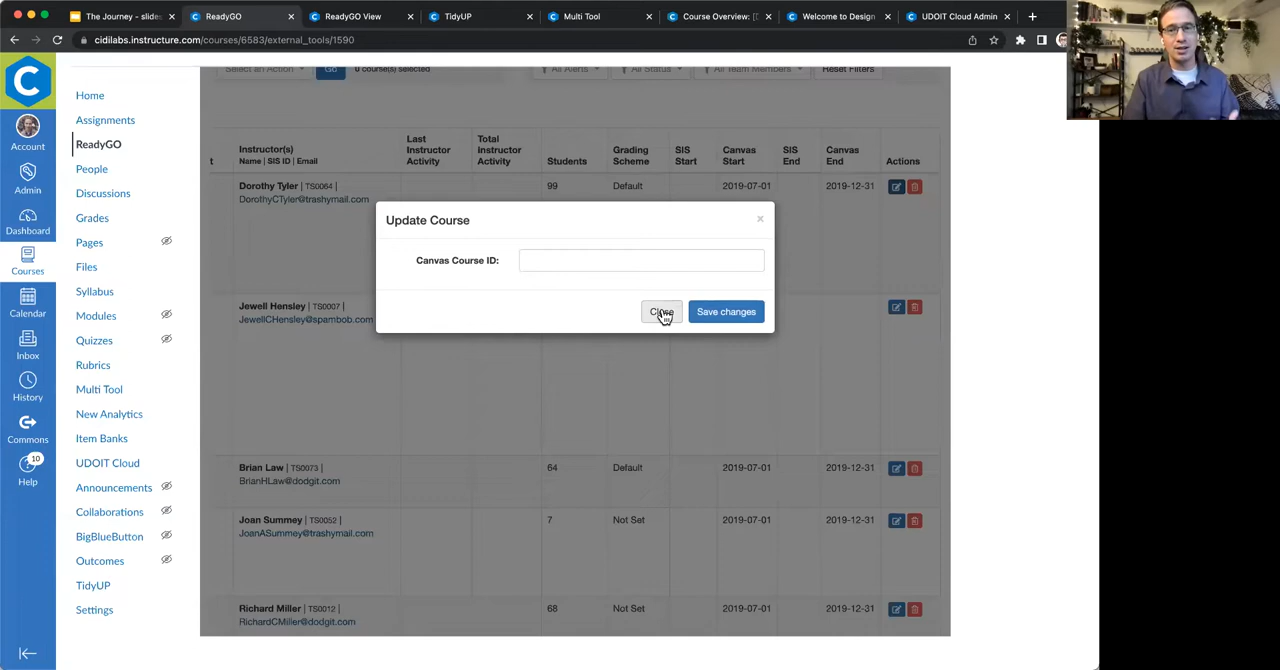 The Journey - slide
ReadyGO
ReadyGO View
TidyUP
Multi Tool
Course Overview: [D
Welcome to Design
UDOIT Cloud Admin
cidilabs.instructure.com/courses/6583/external_tools/1590
Account
Admin
Dashboard
Courses
Calendar
Inbox
History
Commons
10
Help
Home
Assignments
ReadyGO
People
Discussions
Grades
Pages
Files
Syllabus
Modules
Quizzes
Rubrics
Multi Tool
New Analytics
Item Banks
UDOIT Cloud
Announcements
Collaborations
BigBlueButton
Outcomes
TidyUP
Settings
Select an Action Go 0 course(s) selected All Alerts All Status All Team Members Reset Filters
t Instructor(s) Name | SIS ID | Email Last Instructor Activity Total Instructor Activity Students Grading Scheme SIS Start Canvas Start SIS End Canvas End Actions
Dorothy Tyler | TS0064 | 99 Default 2019-07-01 2019-12-31
DorothyCTyler@trashymail.com
Update Course ×
Canvas Course ID:
Close Save changes
Jewell Hensley | TS0007 |
JewellCHensley@spambob.com
Brian Law | TS0073 | 64 Default 2019-07-01 2019-12-31
BrianHLaw@dodgit.com
Joan Summey | TS0052 | 7 Not Set 2019-07-01 2019-12-31
JoanASummey@trashymail.com
Richard Miller | TS0012 | 68 Not Set 2019-07-01 2019-12-31
RichardCMiller@dodgit.com